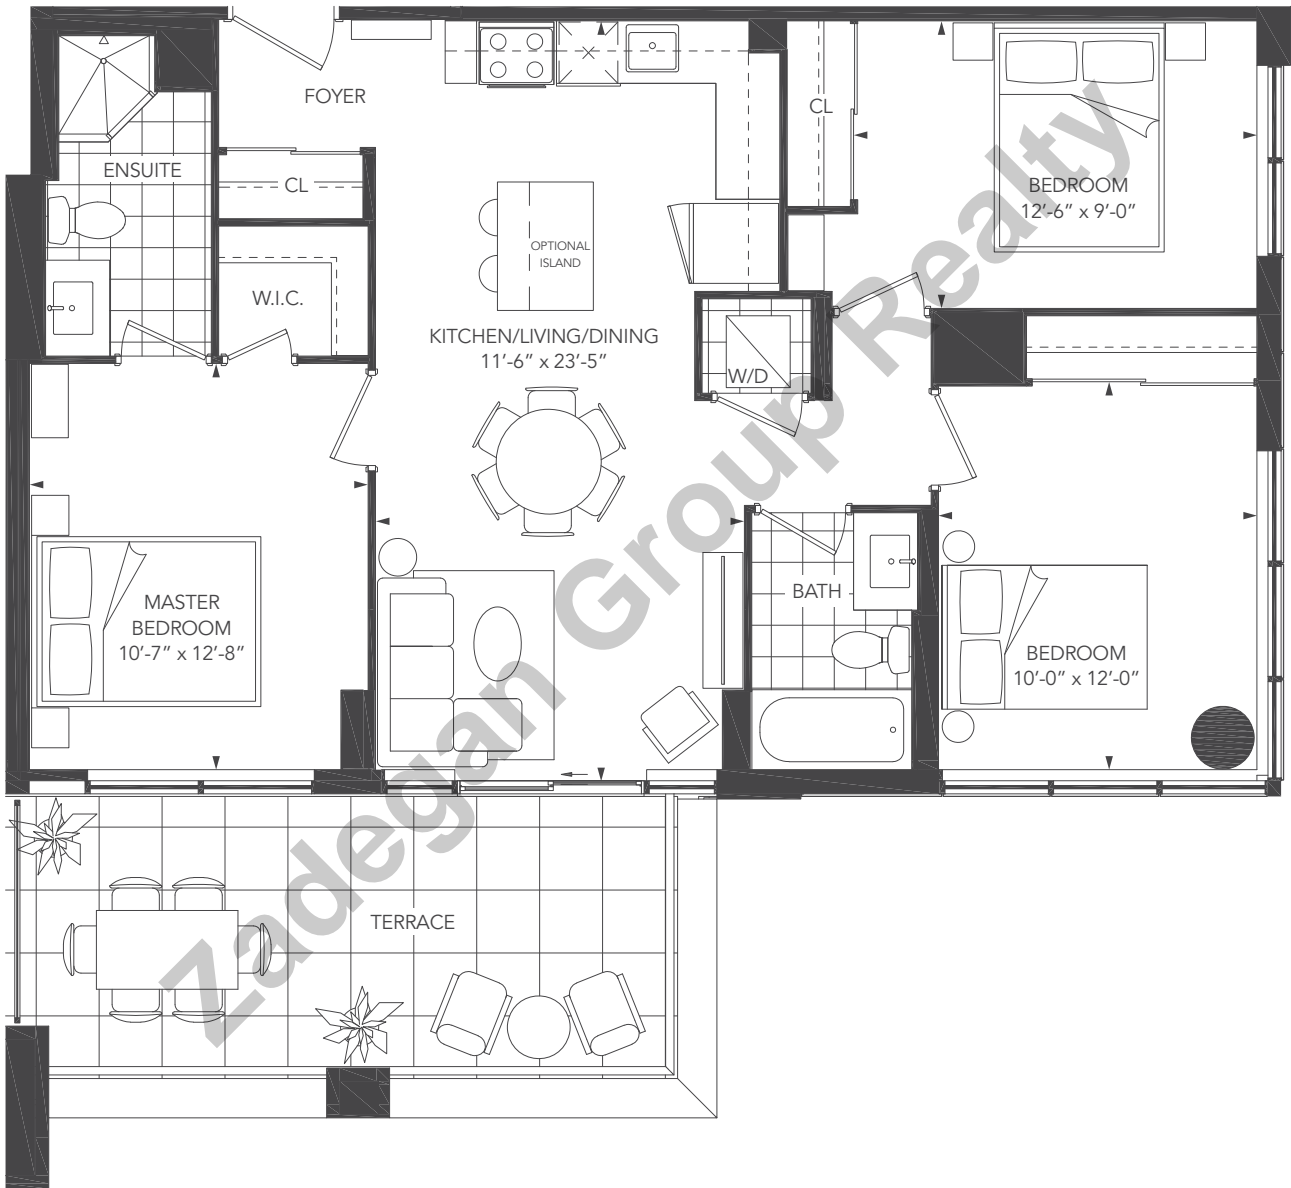 FOYER
CL
ENSUITE
CL
BEDROOM
12'-6" x 9'-0"
OPTIONAL
ISLAND
W.I.C.
KITCHEN/LIVING/DINING
11'-6" x 23'-5"
W/D
MASTER
BEDROOM
10'-7" x 12'-8"
BATH
BEDROOM
10'-0" x 12'-0"
TERRACE
Zadegan Group Realty